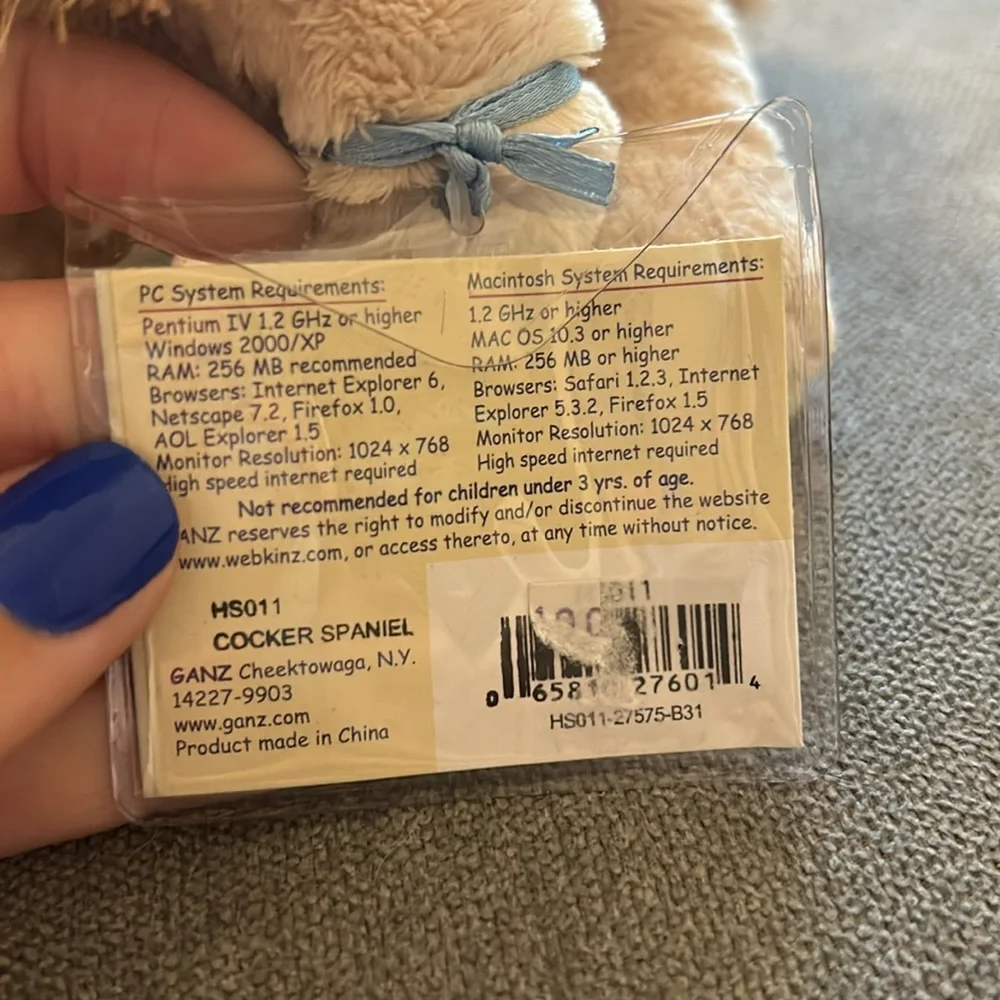 PC System Requirements:
Pentium IV 1.2 GHz or higher
Windows 2000/XP
RAM: 256 MB recommended
Browsers: Internet Explorer 6,
Netscape 7.2, Firefox 1.0,
AOL Explorer 1.5
Monitor Resolution: 1024 x 768
High speed internet required
Macintosh System Requirements:
1.2 GHz or higher
MAC OS 10.3 or higher
RAM: 256 MB or higher
Browsers: Safari 1.2.3, Internet
Explorer 5.3.2, Firefox 1.5
Monitor Resolution: 1024 x 768
High speed internet required
Not recommended for children under 3 yrs. of age.
GANZ reserves the right to modify and/or discontinue the website
www.webkinz.com, or access thereto, at any time without notice.
HS011
COCKER SPANIEL
GANZ Cheektowaga, N.Y.
14227-9903
www.ganz.com
Product made in China
27601 4
HS011-27575-B31